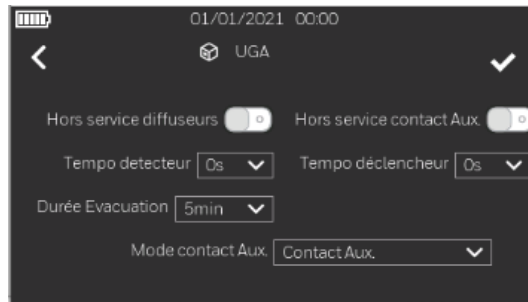 01/01/2021 00:00
UGA
Hors service diffuseurs Hors service contact Aux.
Tempo detecteur 0s Tempo déclencheur 0s
Durée Evacuation 5min
Mode contact Aux. Contact Aux.